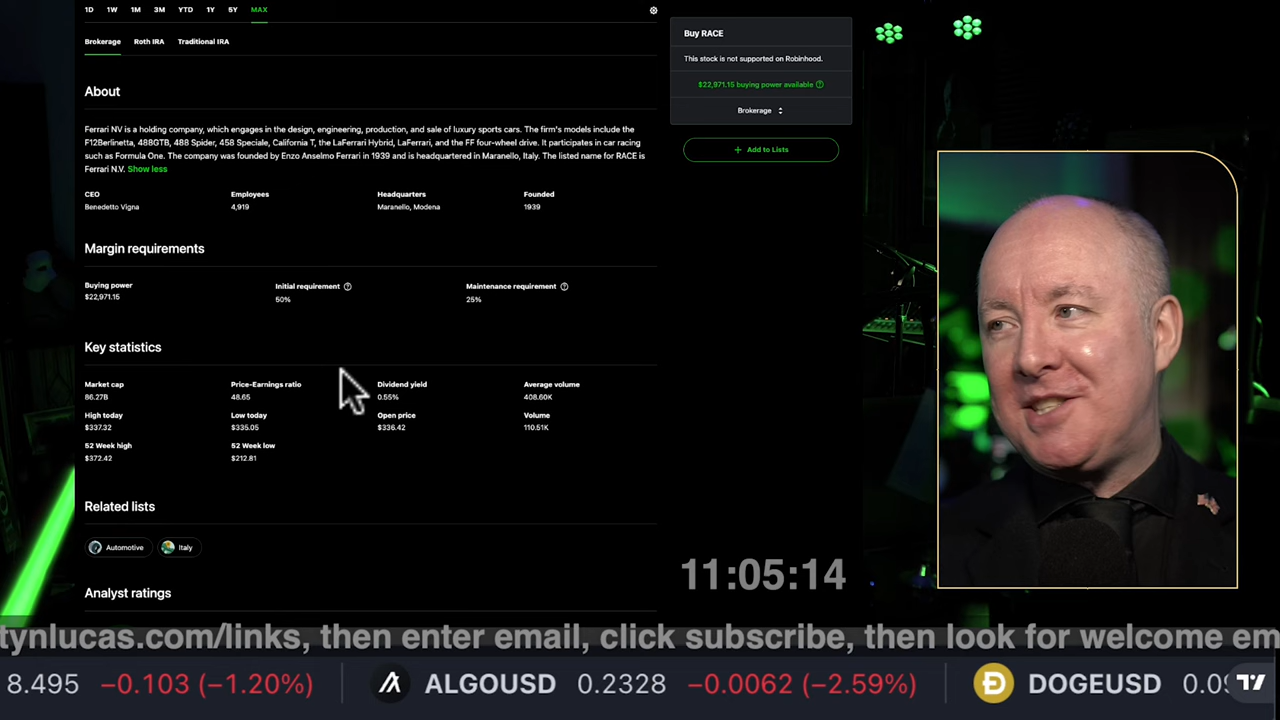 1D 1W 1M 3M YTD 1Y 5Y MAX
Brokerage Roth IRA Traditional IRA
About
Ferrari NV is a holding company, which engages in the design, engineering, production, and sale of luxury sports cars. The firm's models include the
F12Berlinetta, 488GTB, 488 Spider, 458 Speciale, California T, the LaFerrari Hybrid, LaFerrari, and the FF four-wheel drive. It participates in car racing
such as Formula One. The company was founded by Enzo Anselmo Ferrari in 1939 and is headquartered in Maranello, Italy. The listed name for RACE is
Ferrari N.V. Show less
CEO Employees Headquarters Founded
Benedetto Vigna 4,919 Maranello, Modena 1939
Margin requirements
Buying power Initial requirement Maintenance requirement
$22,971.15 50% 25%
Key statistics
Market cap Price-Earnings ratio Dividend yield Average volume
86.27B 48.65 0.55% 408.60K
High today Low today Open price Volume
$337.32 $335.05 $336.42 110.51K
52 Week high 52 Week low
$372.42 $212.81
Related lists
Automotive Italy
Analyst ratings
Buy RACE
This stock is not supported on Robinhood.
$22,971.15 buying power available
Brokerage
+ Add to Lists
11:05:14
tynlucas.com/links, then enter email, click subscribe, then look for welcome em
8.495 −0.103 (−1.20%) ALGOUSD 0.2328 −0.0062 (−2.59%) DOGEUSD 0.09